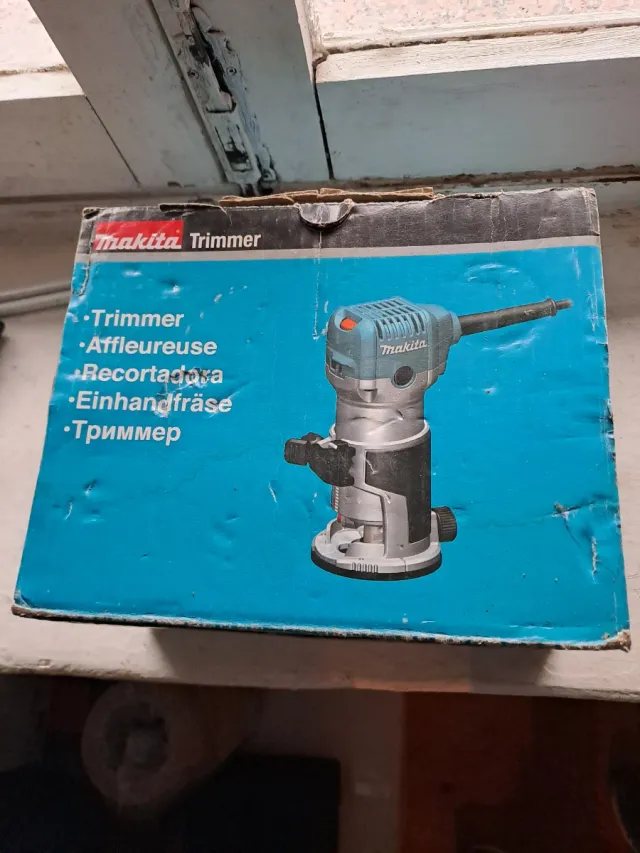 makita Trimmer
•Trimmer
•Affleureuse
•Recortadora
•Einhandfräse
•Триммер
makita